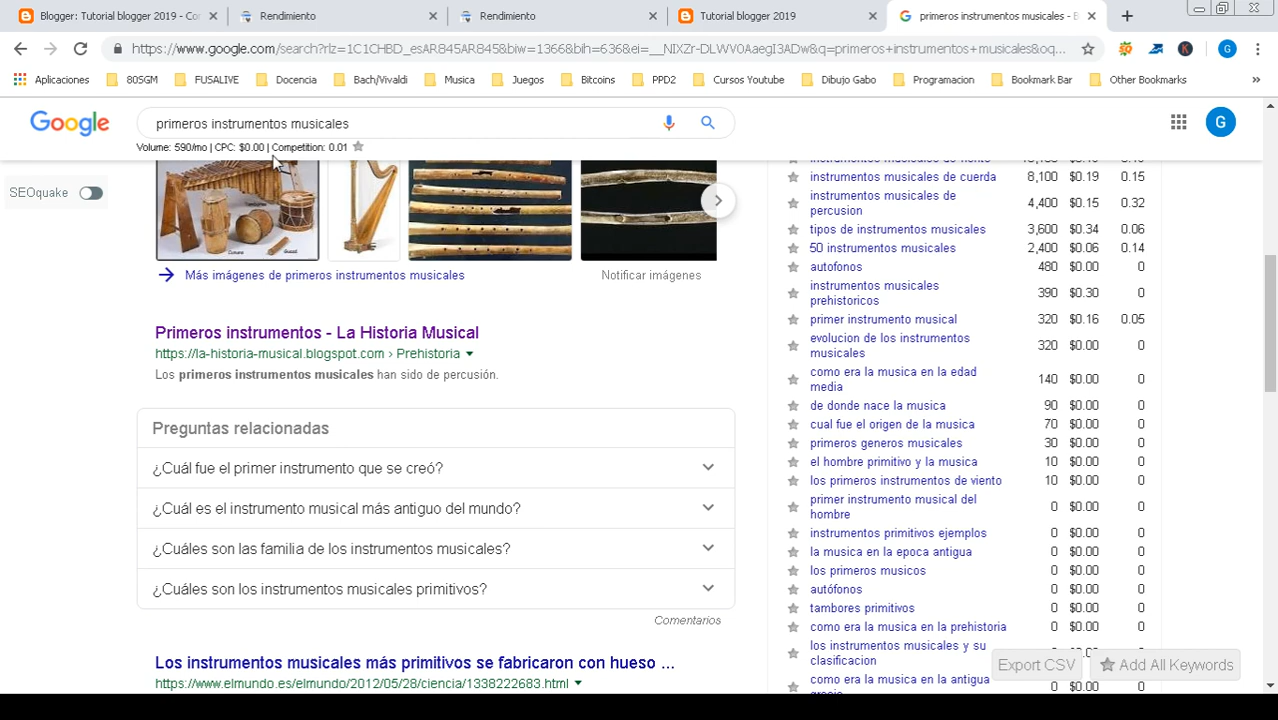 Blogger: Tutorial blogger 2019 - Co
Rendimiento
Rendimiento
Tutorial blogger 2019
primeros instrumentos musicales - B
https://www.google.com/search?rlz=1C1CHBD_esAR845AR845&biw=1366&bih=636&ei=__NIXZr-DLWV0AaegI3ADw&q=primeros+instrumentos+musicales&oq...
G
Aplicaciones
80SGM
FUSALIVE
Docencia
Bach/Vivaldi
Musica
Juegos
Bitcoins
PPD2
Cursos Youtube
Dibujo Gabo
Programacion
Bookmark Bar
Other Bookmarks
»
Google
primeros instrumentos musicales
G
Volume: 590/mo | CPC: $0.00 | Competition: 0.01
SEOquake
Más imágenes de primeros instrumentos musicales
Notificar imágenes
Primeros instrumentos - La Historia Musical
https://la-historia-musical.blogspot.com › Prehistoria
Los primeros instrumentos musicales han sido de percusión.
Preguntas relacionadas
¿Cuál fue el primer instrumento que se creó?
¿Cuál es el instrumento musical más antiguo del mundo?
¿Cuáles son las familia de los instrumentos musicales?
¿Cuáles son los instrumentos musicales primitivos?
Comentarios
Los instrumentos musicales más primitivos se fabricaron con hueso ...
https://www.elmundo.es/elmundo/2012/05/28/ciencia/1338222683.html
instrumentos musicales de cuerda 8,100 $0.19 0.15
instrumentos musicales de
percusion 4,400 $0.15 0.32
tipos de instrumentos musicales 3,600 $0.34 0.06
50 instrumentos musicales 2,400 $0.06 0.14
autofonos 480 $0.00 0
instrumentos musicales
prehistoricos 390 $0.30 0
primer instrumento musical 320 $0.16 0.05
evolucion de los instrumentos
musicales 320 $0.00 0
como era la musica en la edad
media 140 $0.00 0
de donde nace la musica 90 $0.00 0
cual fue el origen de la musica 70 $0.00 0
primeros generos musicales 30 $0.00 0
el hombre primitivo y la musica 10 $0.00 0
los primeros instrumentos de viento 10 $0.00 0
primer instrumento musical del
hombre 0 $0.00 0
instrumentos primitivos ejemplos 0 $0.00 0
la musica en la epoca antigua 0 $0.00 0
los primeros musicos 0 $0.00 0
autófonos 0 $0.00 0
tambores primitivos 0 $0.00 0
como era la musica en la prehistoria 0 $0.00 0
los instrumentos musicales y su
clasificacion
como era la musica en la antigua
Export CSV
Add All Keywords